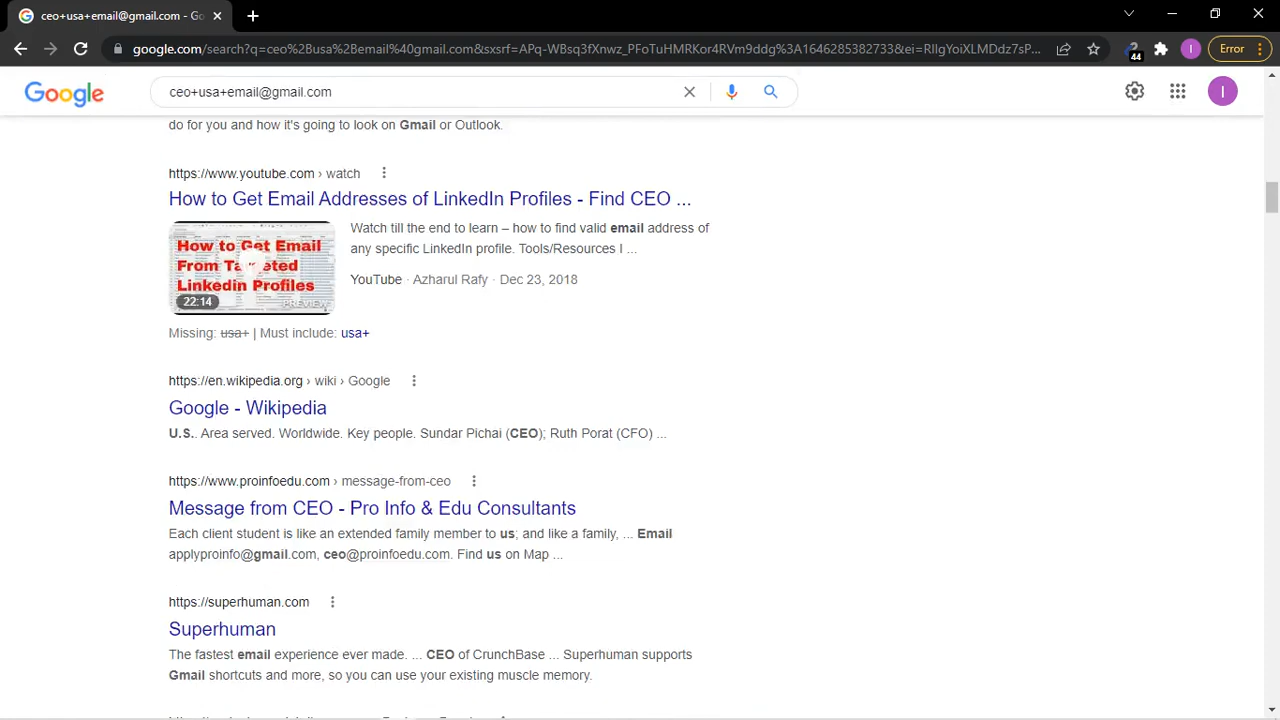 ceo+usa+email@gmail.com - Go
google.com/search?q=ceo%2Busa%2Bemail%40gmail.com&sxsrf=APq-WBsq3fXnwz_PFoTuHMRKor4RVm9ddg%3A1646285382733&ei=RIlgYoiXLMDdz7sP...
44
I
Error
Google
ceo+usa+email@gmail.com
I
do for you and how it's going to look on Gmail or Outlook.
https://www.youtube.com › watch
How to Get Email Addresses of LinkedIn Profiles - Find CEO ...
How to Get Email
From Targeted
Linkedin Profiles
22:14
PREVIEW
Watch till the end to learn – how to find valid email address of
any specific LinkedIn profile. Tools/Resources I ...
YouTube · Azharul Rafy · Dec 23, 2018
Missing: usa+ | Must include: usa+
https://en.wikipedia.org › wiki › Google
Google - Wikipedia
U.S.. Area served. Worldwide. Key people. Sundar Pichai (CEO); Ruth Porat (CFO) ...
https://www.proinfoedu.com › message-from-ceo
Message from CEO - Pro Info & Edu Consultants
Each client student is like an extended family member to us; and like a family, ... Email
applyproinfo@gmail.com, ceo@proinfoedu.com. Find us on Map ...
https://superhuman.com
Superhuman
The fastest email experience ever made. ... CEO of CrunchBase ... Superhuman supports
Gmail shortcuts and more, so you can use your existing muscle memory.